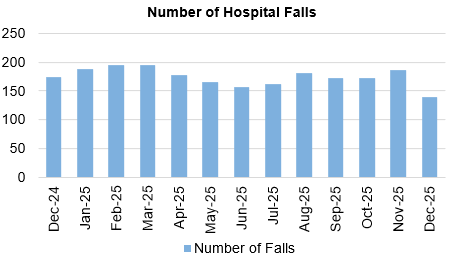 Number of Hospital Falls
250
200
150
100
50
0
Dec-24
Jan-25
Feb-25
Mar-25
Apr-25
May-25
Jun-25
Jul-25
Aug-25
Sep-25
Oct-25
Nov-25
Dec-25
Number of Falls